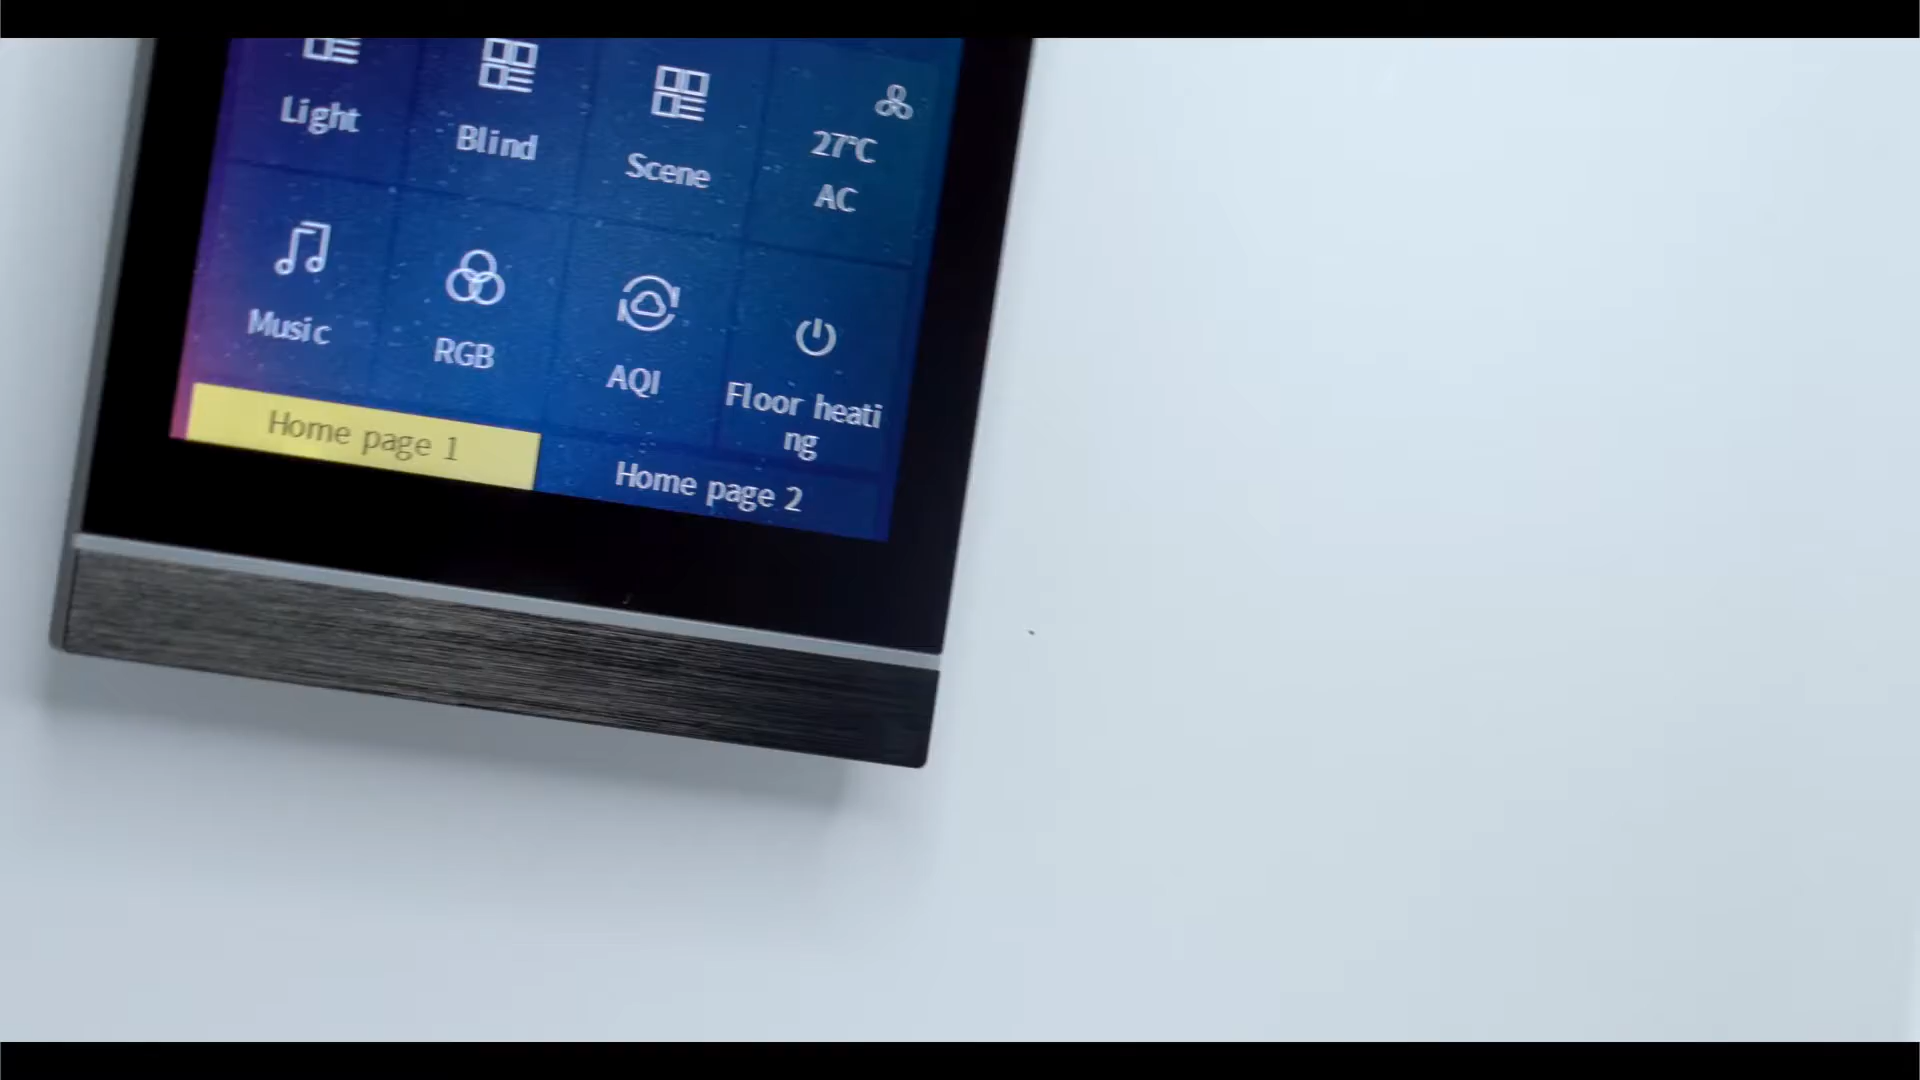 Light
Blind
Scene
27°C
AC
Music
RGB
AQI
Floor heati
ng
Home page 1
Home page 2